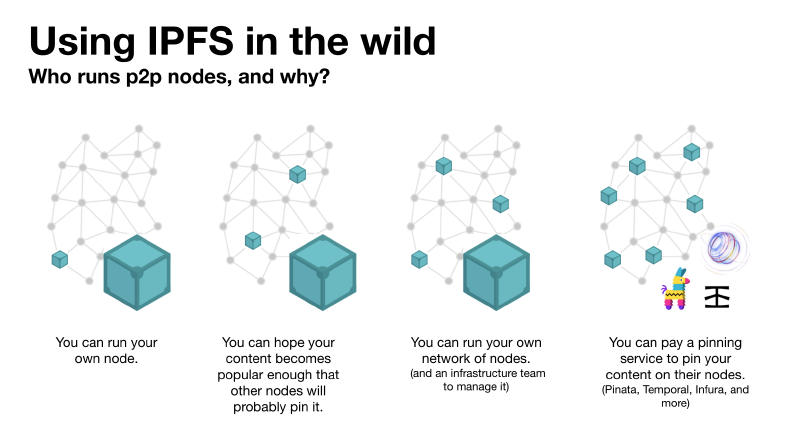 Using IPFS in the wild
Who runs p2p nodes, and why?
You can run your
own node.
You can hope your
content becomes
popular enough that
other nodes will
probably pin it.
You can run your own
network of nodes.
(and an infrastructure team
to manage it)
You can pay a pinning
service to pin your
content on their nodes.
(Pinata, Temporal, Infura, and
more)